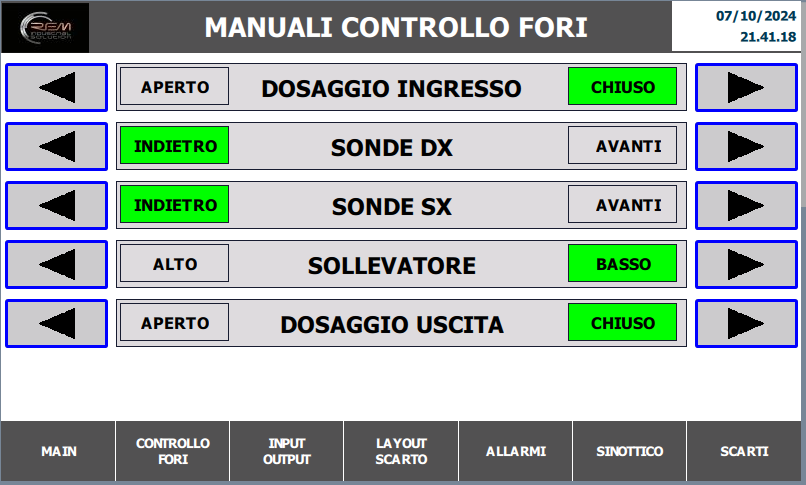 REM
INDUSTRIAL
SOLUTION
MANUALI CONTROLLO FORI
07/10/2024
21.41.18
APERTO DOSAGGIO INGRESSO CHIUSO
INDIETRO SONDE DX AVANTI
INDIETRO SONDE SX AVANTI
ALTO SOLLEVATORE BASSO
APERTO DOSAGGIO USCITA CHIUSO
MAIN
CONTROLLO
FORI
INPUT
OUTPUT
LAYOUT
SCARTO
ALLARMI
SINOTTICO
SCARTI